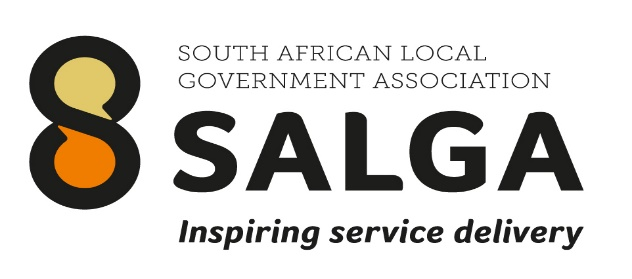 SOUTH AFRICAN LOCAL
GOVERNMENT ASSOCIATION
SALGA
Inspiring service delivery